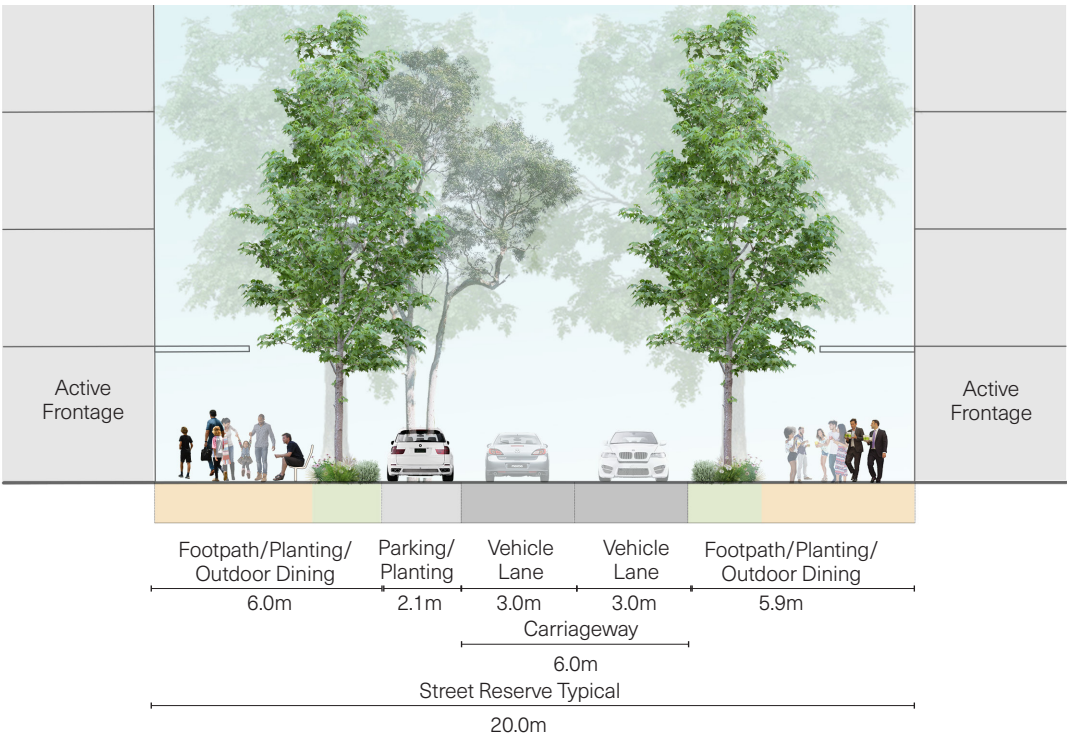 Active
Frontage
Active
Frontage
Footpath/Planting/
Outdoor Dining
6.0m
Parking/
Planting
2.1m
Vehicle
Lane
3.0m
Vehicle
Lane
3.0m
Footpath/Planting/
Outdoor Dining
5.9m
Carriageway
6.0m
Street Reserve Typical
20.0m